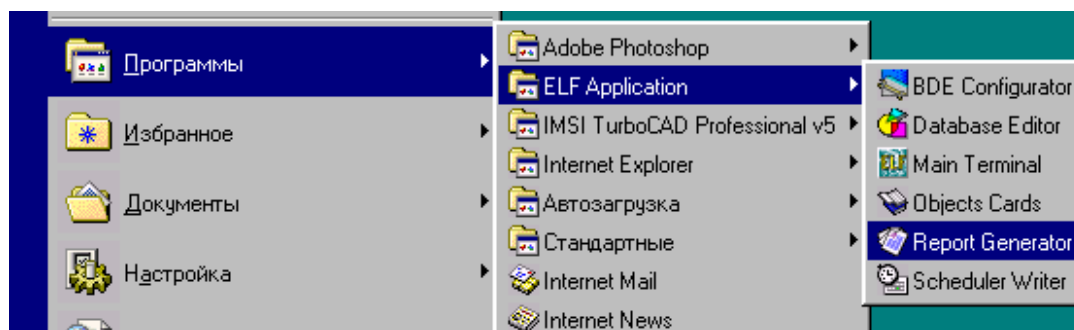 Программы
Избранное
Документы
Настройка
Adobe Photoshop
ELF Application
IMSI TurboCAD Professional v5
Internet Explorer
Автозагрузка
Стандартные
Internet Mail
Internet News
BDE Configurator
Database Editor
Main Terminal
Objects Cards
Report Generator
Scheduler Writer